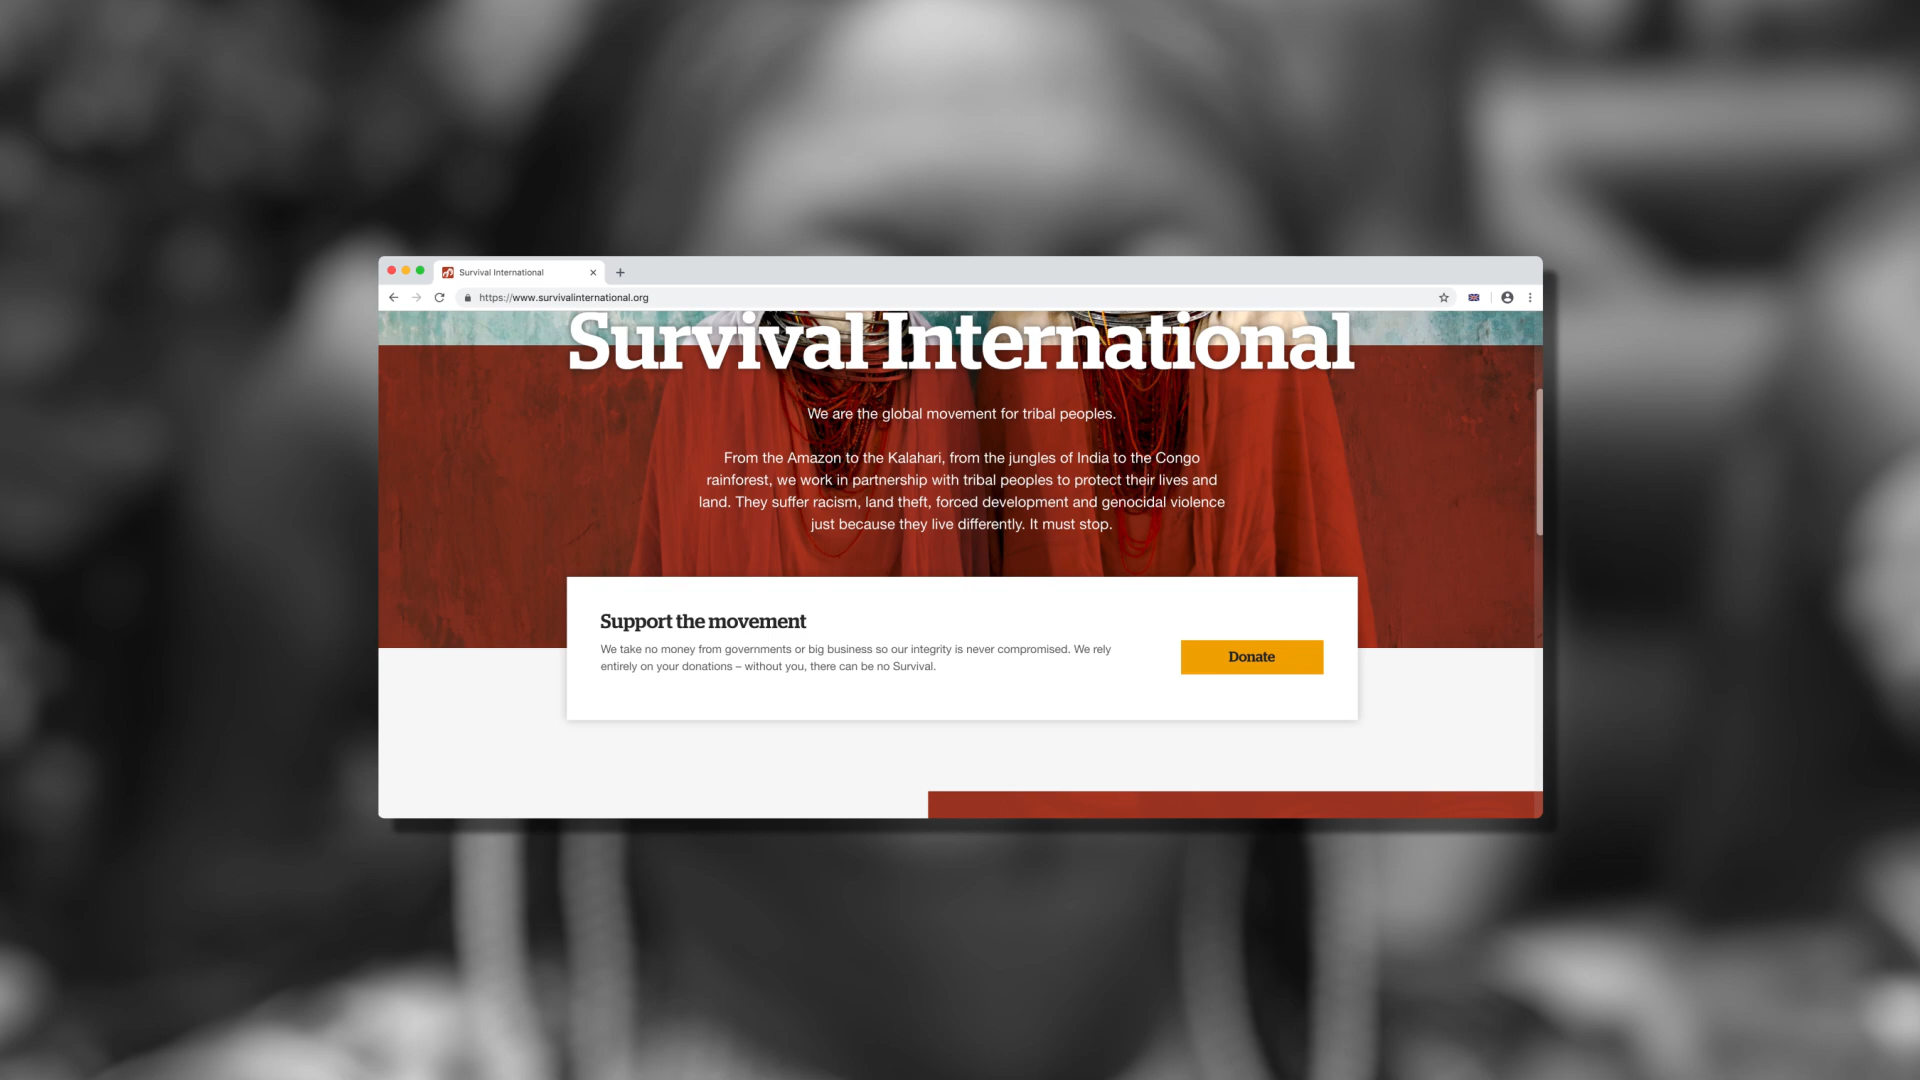 Survival International
https://www.survivalinternational.org
Survival International
We are the global movement for tribal peoples.
From the Amazon to the Kalahari, from the jungles of India to the Congo
rainforest, we work in partnership with tribal peoples to protect their lives and
land. They suffer racism, land theft, forced development and genocidal violence
just because they live differently. It must stop.
Support the movement
We take no money from governments or big business so our integrity is never compromised. We rely
entirely on your donations – without you, there can be no Survival.
Donate